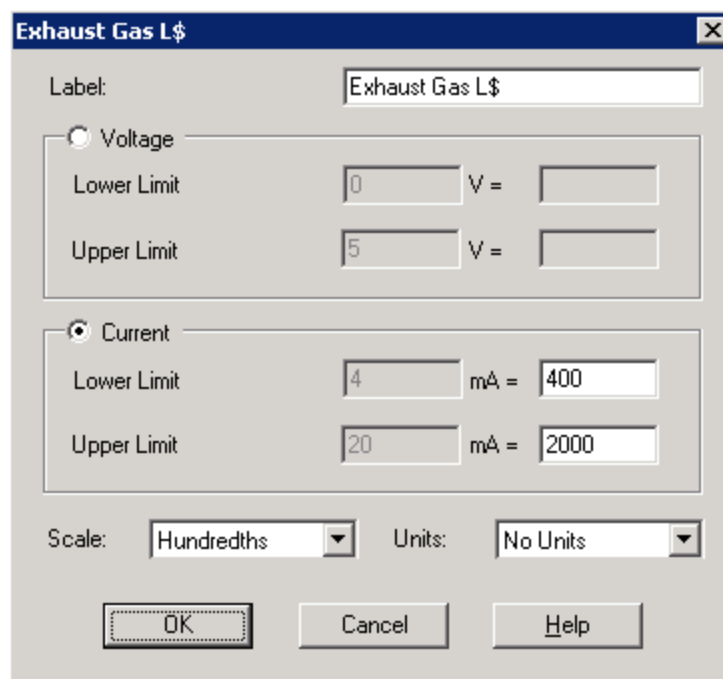 Exhaust Gas L$
Label: Exhaust Gas L$
Voltage
Lower Limit 0 V =
Upper Limit 5 V =
Current
Lower Limit 4 mA = 400
Upper Limit 20 mA = 2000
Scale: Hundredths Units: No Units
OK Cancel Help